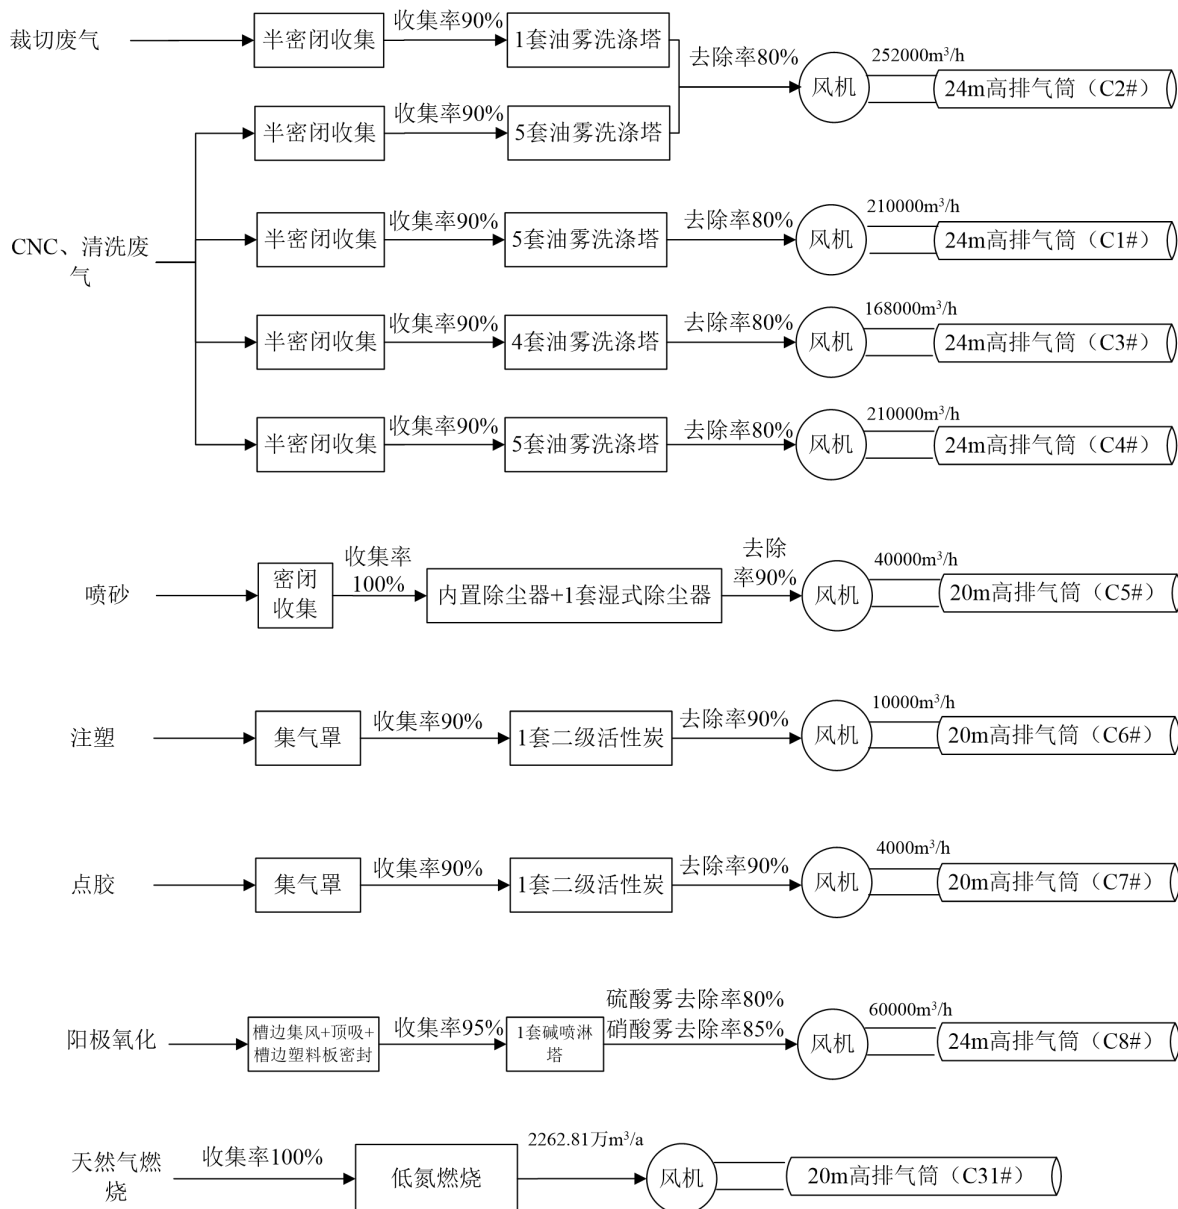 裁切废气
半密闭收集
收集率90%
1套油雾洗涤塔
去除率80%
风机
252000m³/h
24m高排气筒（C2#）
半密闭收集
收集率90%
5套油雾洗涤塔
CNC、清洗废
气
半密闭收集
收集率90%
5套油雾洗涤塔
去除率80%
风机
210000m³/h
24m高排气筒（C1#）
半密闭收集
收集率90%
4套油雾洗涤塔
去除率80%
风机
168000m³/h
24m高排气筒（C3#）
半密闭收集
收集率90%
5套油雾洗涤塔
去除率80%
风机
210000m³/h
24m高排气筒（C4#）
喷砂
密闭
收集
收集率
100%
内置除尘器+1套湿式除尘器
去除
率90%
风机
40000m³/h
20m高排气筒（C5#）
注塑
集气罩
收集率90%
1套二级活性炭
去除率90%
风机
10000m³/h
20m高排气筒（C6#）
点胶
集气罩
收集率90%
1套二级活性炭
去除率90%
风机
4000m³/h
20m高排气筒（C7#）
阳极氧化
槽边集风+顶吸+
槽边塑料板密封
收集率95%
1套碱喷淋
塔
硫酸雾去除率80%
硝酸雾去除率85%
风机
60000m³/h
24m高排气筒（C8#）
天然气燃
烧
收集率100%
低氮燃烧
2262.81万m³/a
风机
20m高排气筒（C31#）